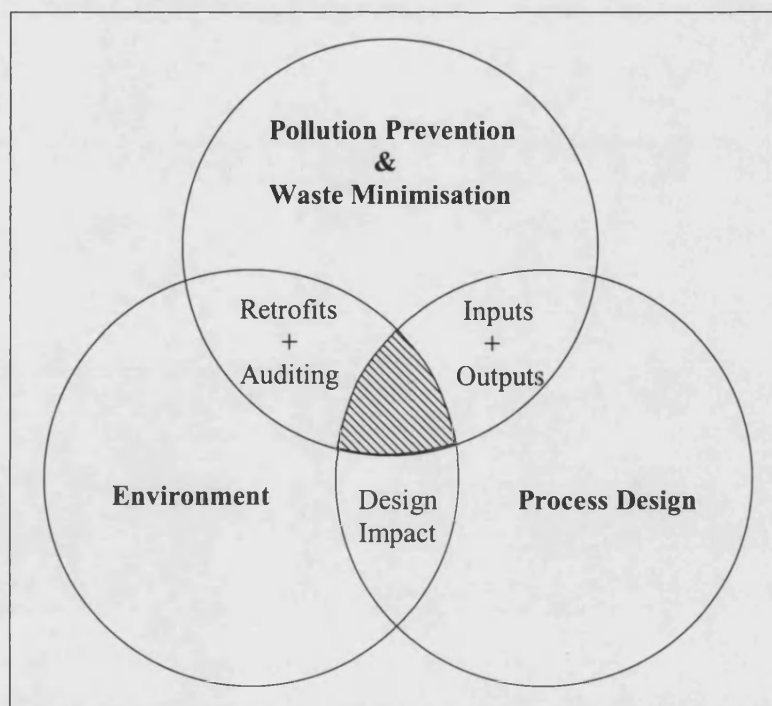 Pollution Prevention
&
Waste Minimisation
Retrofits
+
Auditing
Inputs
+
Outputs
Environment
Design
Impact
Process Design